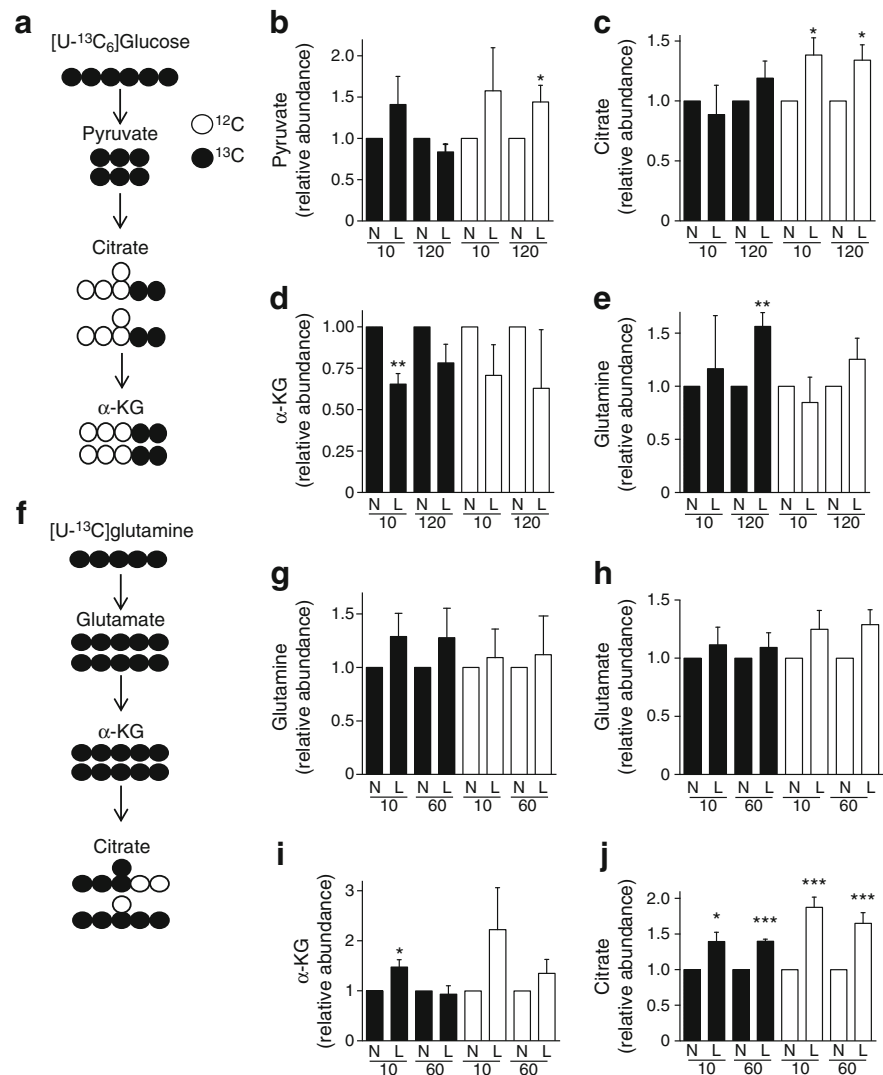 a
[U-¹³C₆]Glucose
Pyruvate
¹²C
¹³C
Citrate
α-KG
b
Pyruvate
(relative abundance)
2.0
1.5
1.0
0.5
0
N L N L N L N L
10 120 10 120
*
c
Citrate
(relative abundance)
1.5
1.0
0.5
0
N L N L N L N L
10 120 10 120
* *
d
α-KG
(relative abundance)
1.00
0.75
0.50
0.25
0
N L N L N L N L
10 120 10 120
**
e
Glutamine
(relative abundance)
1.5
1.0
0.5
0
N L N L N L N L
10 120 10 120
**
f
[U-¹³C]glutamine
Glutamate
α-KG
Citrate
g
Glutamine
(relative abundance)
1.5
1.0
0.5
0
N L N L N L N L
10 60 10 60
h
Glutamate
(relative abundance)
1.5
1.0
0.5
0
N L N L N L N L
10 60 10 60
i
α-KG
(relative abundance)
3
2
1
0
N L N L N L N L
10 60 10 60
*
j
Citrate
(relative abundance)
2.0
1.5
1.0
0.5
0
N L N L N L N L
10 60 10 60
* *** *** ***